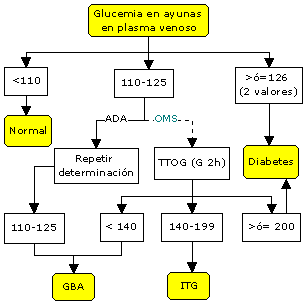 Glucemia en ayunas
en plasma venoso
<110
110-125
>ó=126
(2 valores)
Normal
ADA
OMS
Repetir
determinación
TTOG (G 2h)
Diabetes
110-125
< 140
140-199
>ó= 200
GBA
ITG